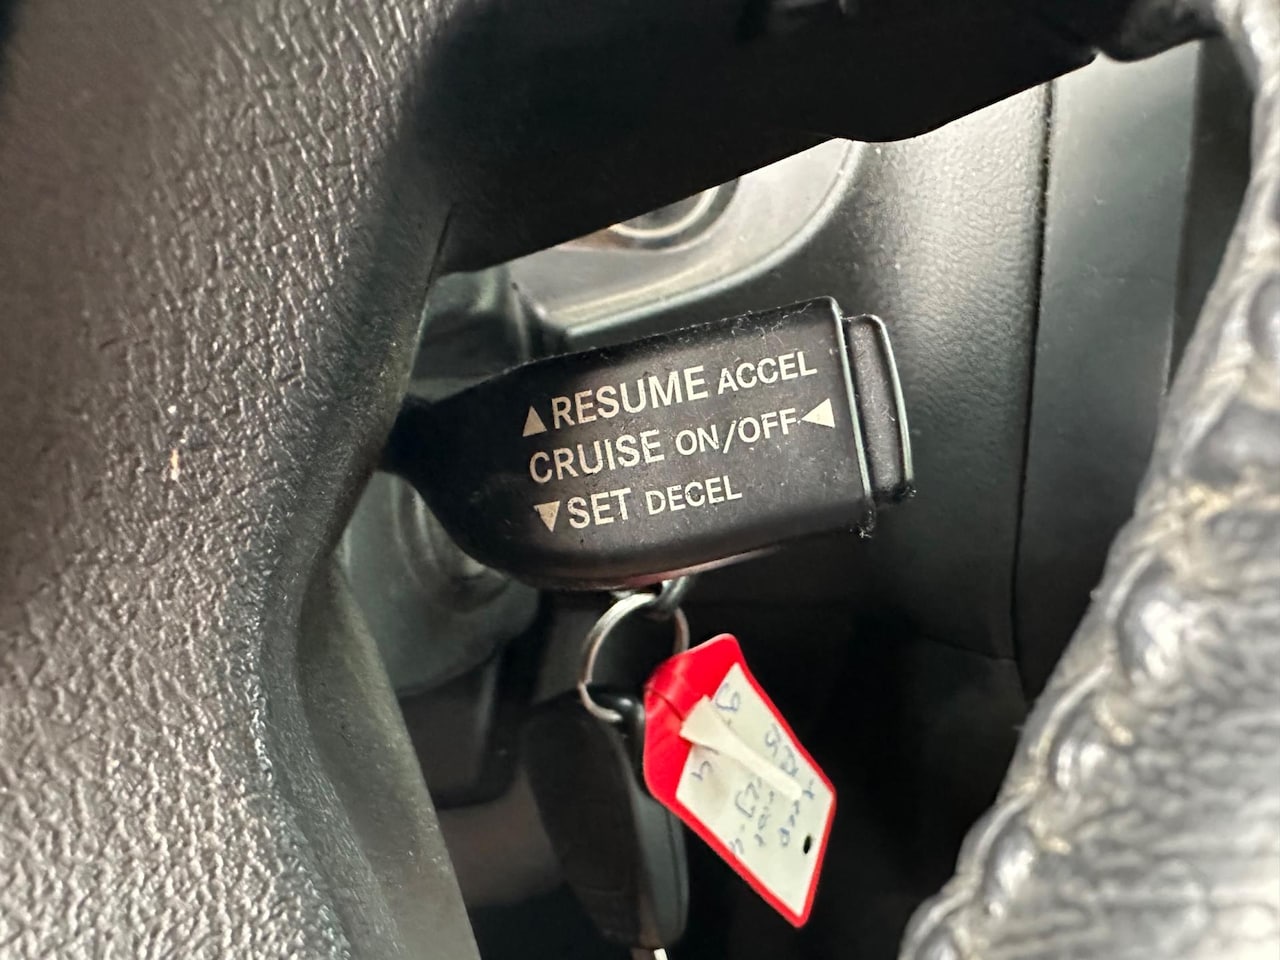 ▲RESUME ACCEL
CRUISE ON/OFF◀
▼SET DECEL